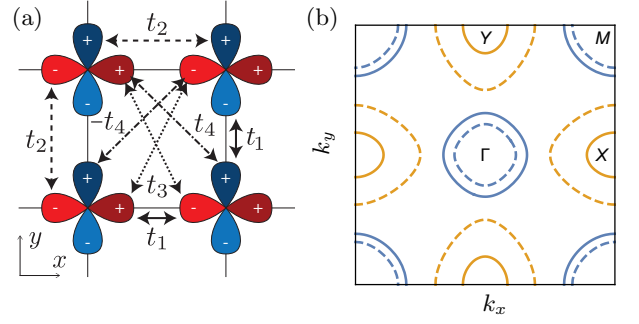 (a)
t2
+ +
- + - +
- -
t2 -t4 t4 t1
+ +
t3
- + - +
- -
y
x
t1
(b)
Y M
Γ X
ky
kx